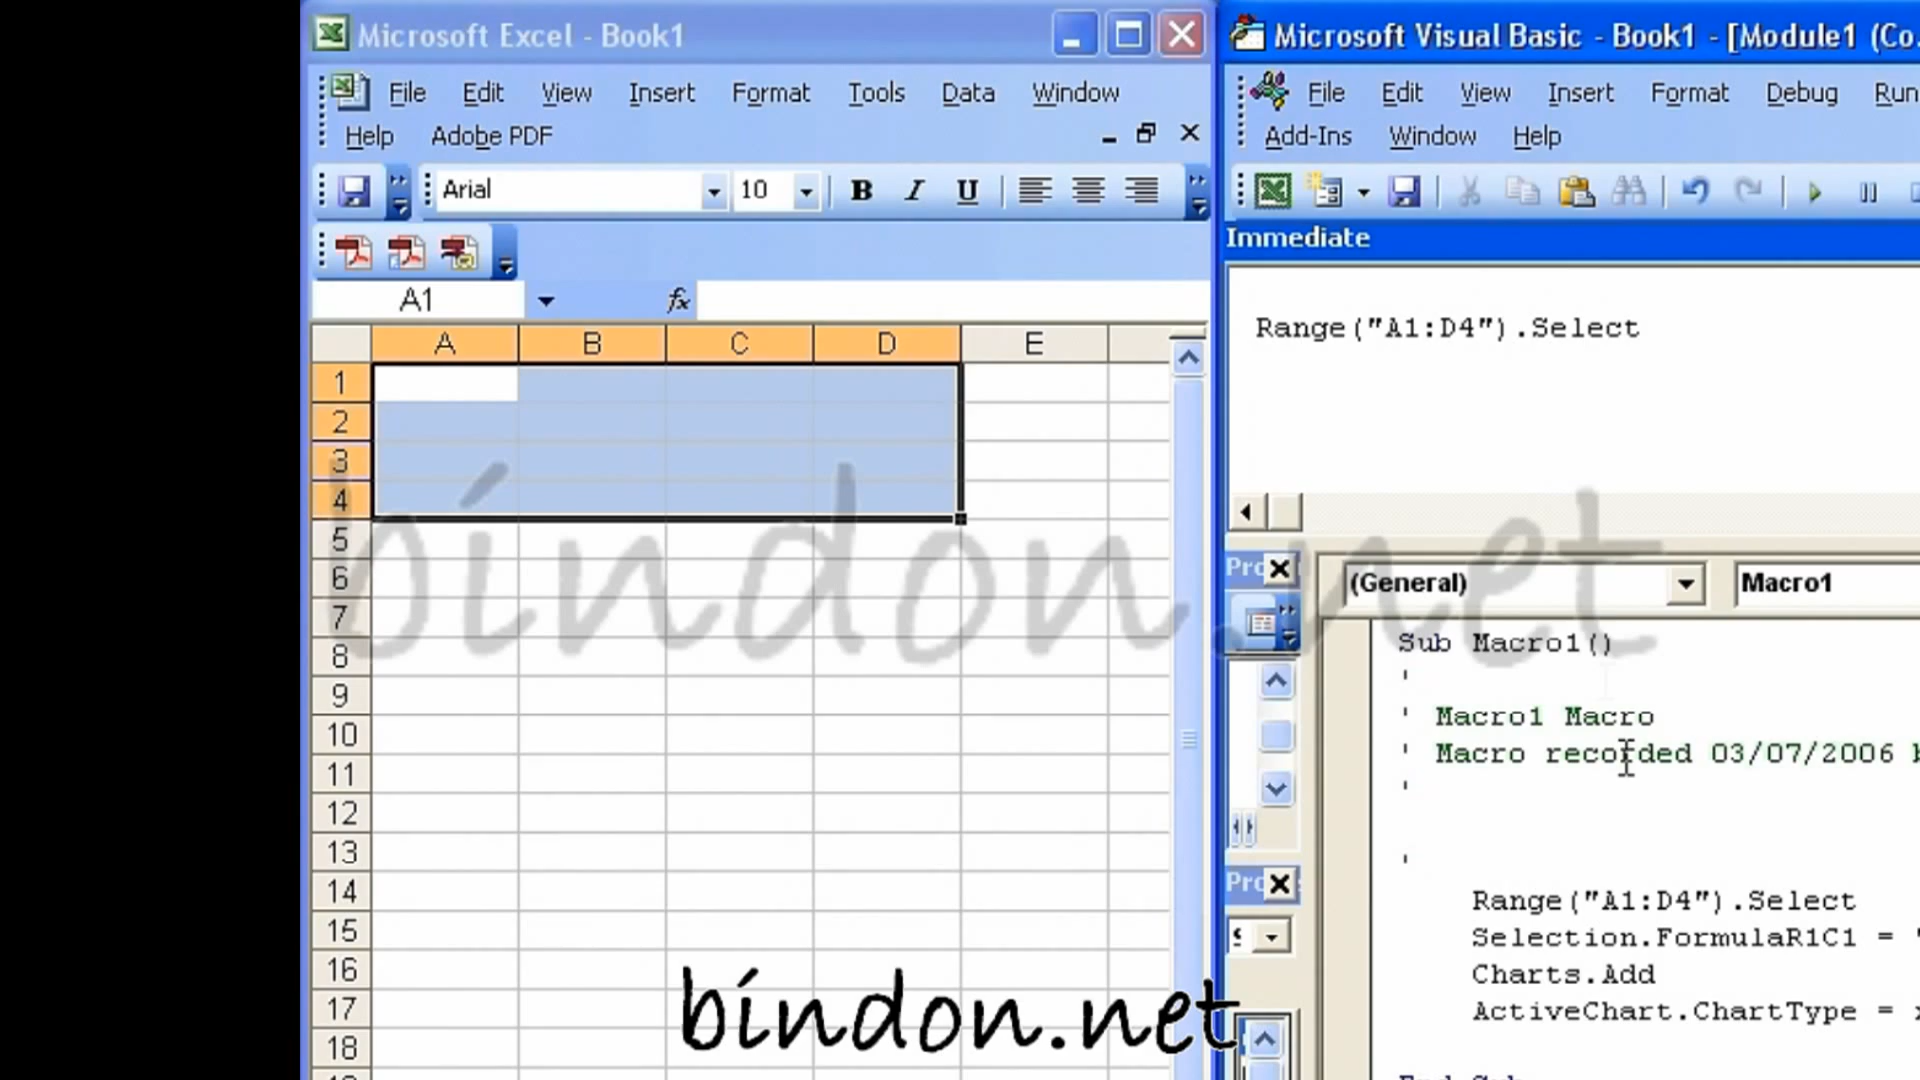 Microsoft Excel - Book1
File Edit View Insert Format Tools Data Window
Help Adobe PDF
Arial 10 B I U
A1 fx
A B C D E
1
2
3
4
5
6
7
8
9
10
11
12
13
14
15
16
17
18
Microsoft Visual Basic - Book1 - [Module1 (Co.
File Edit View Insert Format Debug Run
Add-Ins Window Help
Immediate
Range("A1:D4").Select
(General) Macro1
Sub Macro1()
'
' Macro1 Macro
' Macro recorded 03/07/2006
'
'
Range("A1:D4").Select
Selection.FormulaR1C1 =
Charts.Add
ActiveChart.ChartType =
End Sub
bindon.net
bindon.net